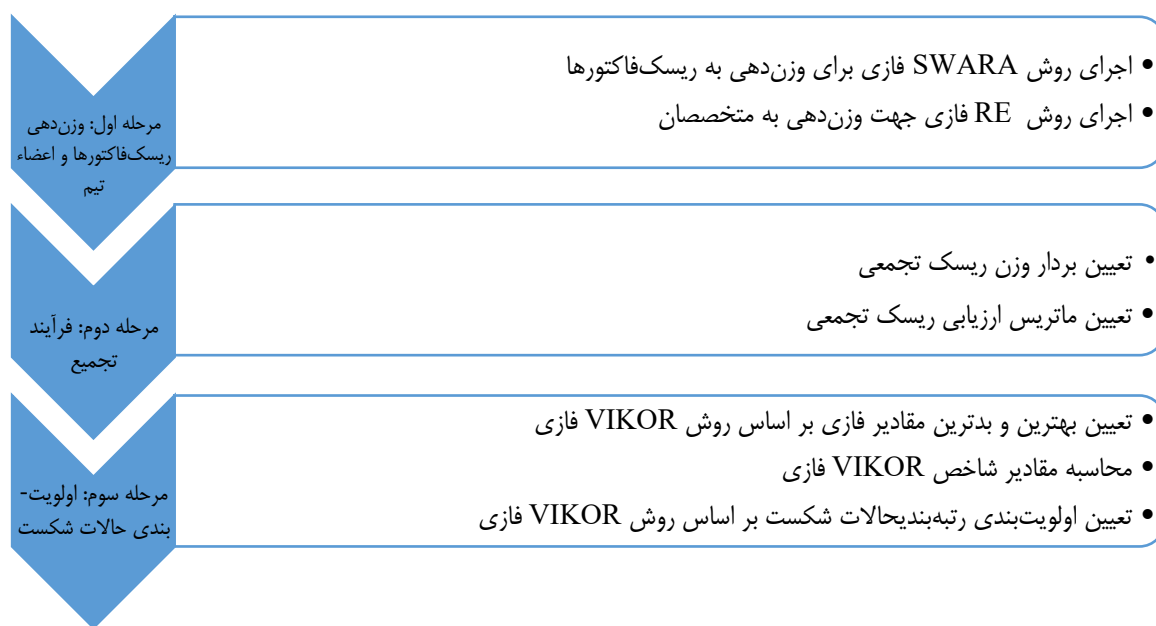 مرحله اول: وزن‌دهی
ریسک‌فاکتورها و اعضاء
تیم
• اجرای روش SWARA فازی برای وزن‌دهی به ریسک‌فاکتورها
• اجرای روش RE فازی جهت وزن‌دهی به متخصصان
مرحله دوم: فرآیند
تجمیع
• تعیین بردار وزن ریسک تجمعی
• تعیین ماتریس ارزیابی ریسک تجمعی
مرحله سوم: اولویت-
بندی حالات شکست
• تعیین بهترین و بدترین مقادیر فازی بر اساس روش VIKOR فازی
• محاسبه مقادیر شاخص VIKOR فازی
• تعیین اولویت‌بندی رتبه‌بندیحالات شکست بر اساس روش VIKOR فازی